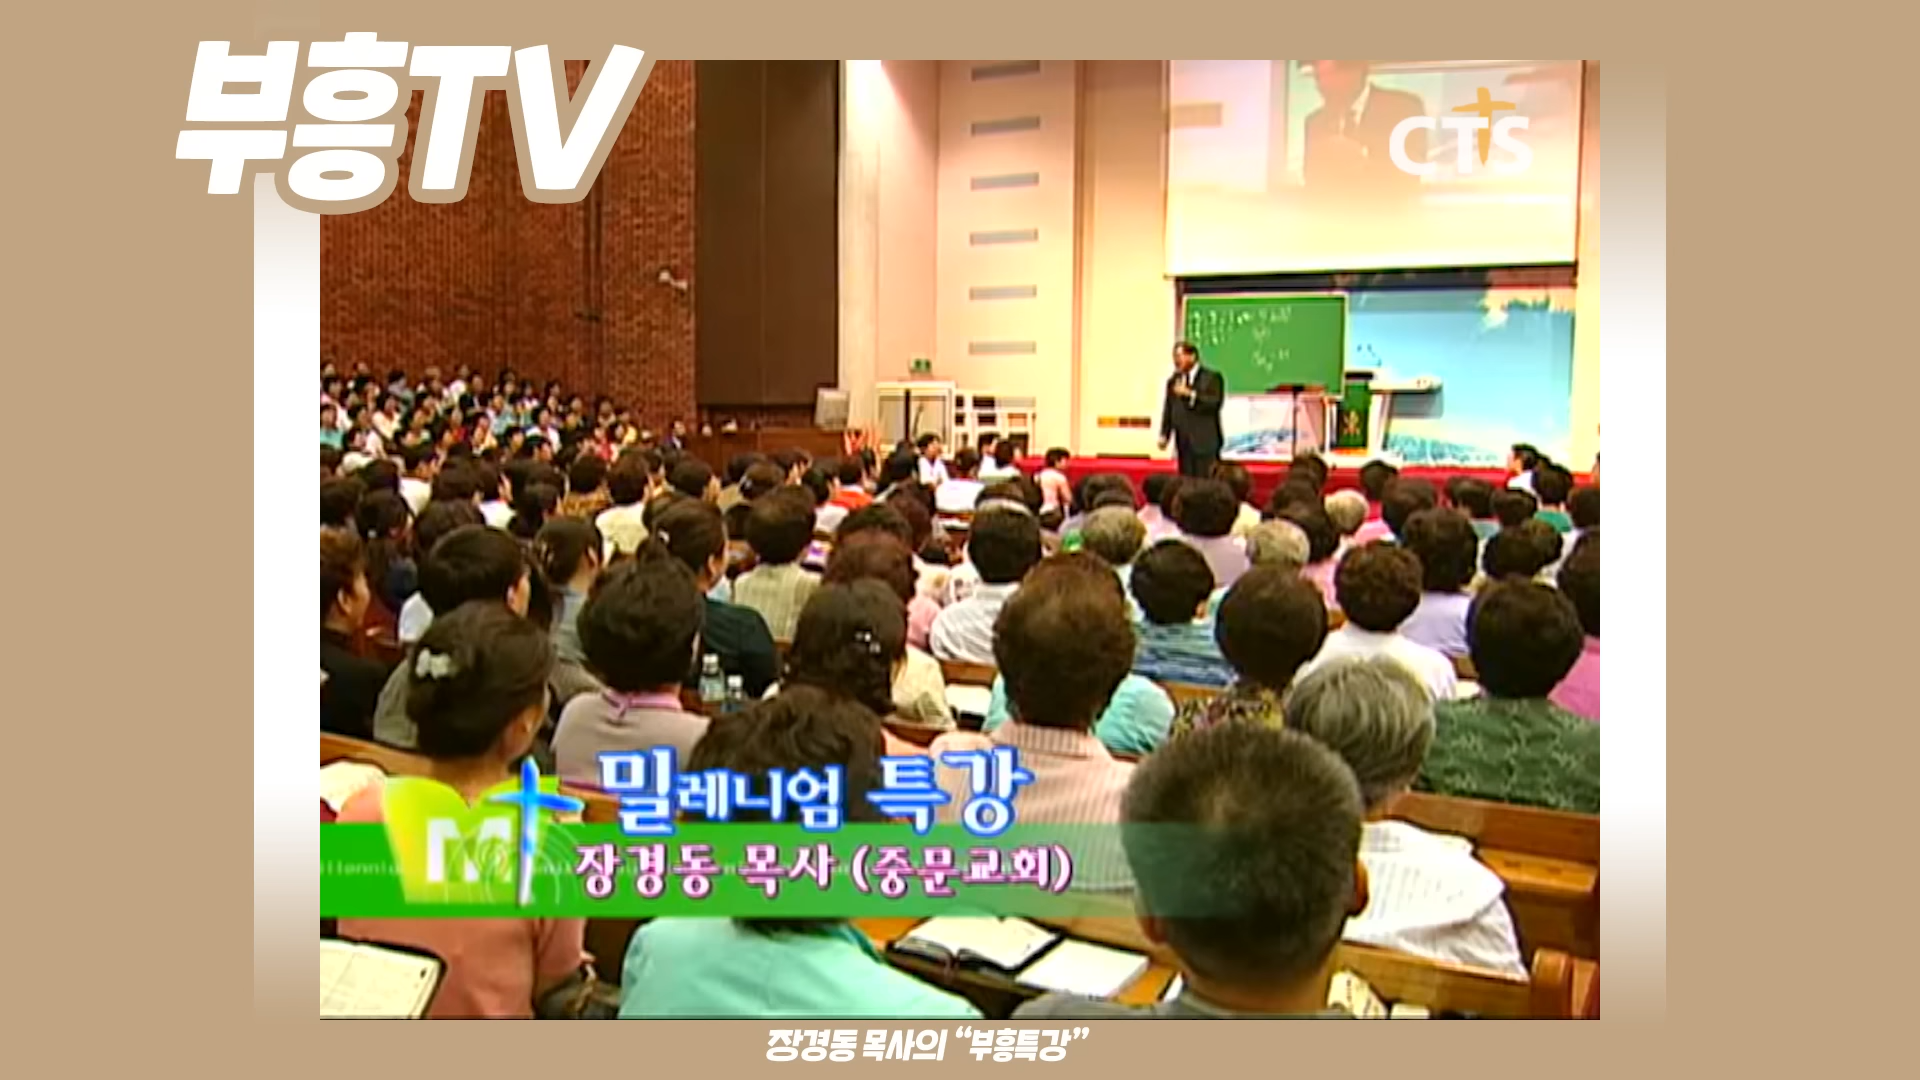 부흥TV
CTS
밀레니엄 특강
M
장경동 목사 (중문교회)
장경동 목사의 “부흥특강”